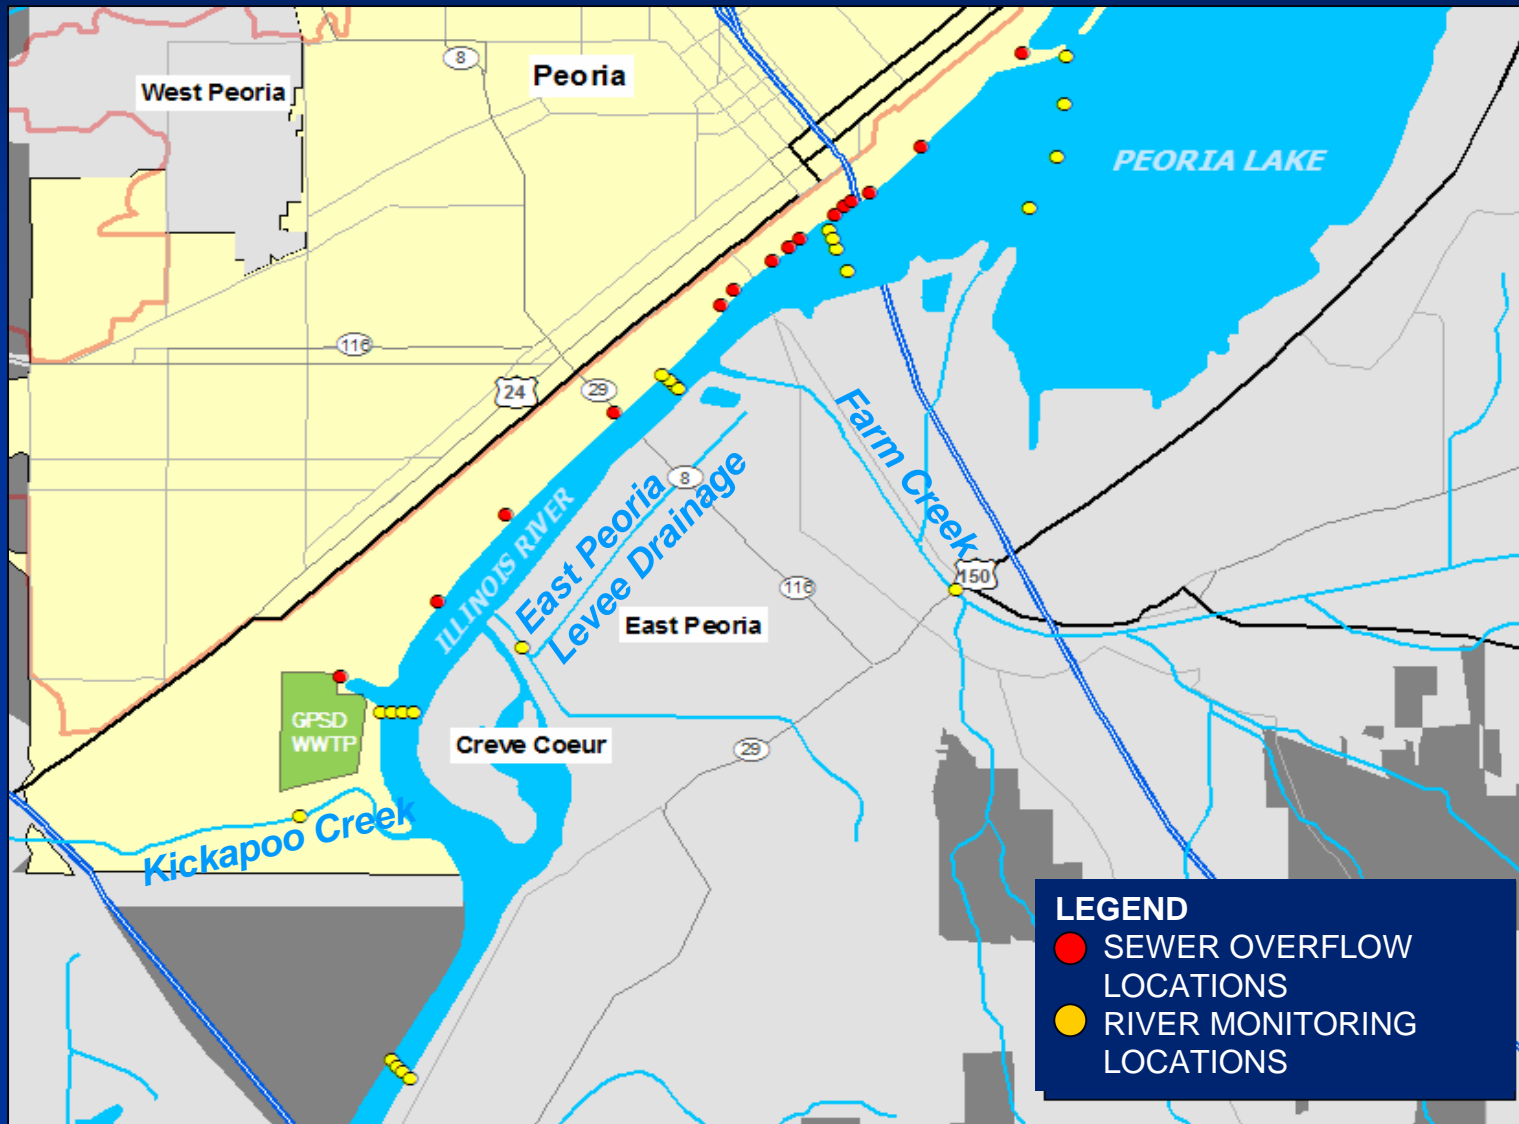 8
Peoria
West Peoria
PEORIA LAKE
116
24
29
Farm Creek
8
East Peoria
Levee Drainage
ILLINOIS RIVER
150
116
East Peoria
GPSD
WWTP
Creve Coeur
29
Kickapoo Creek
LEGEND
SEWER OVERFLOW
LOCATIONS
RIVER MONITORING
LOCATIONS